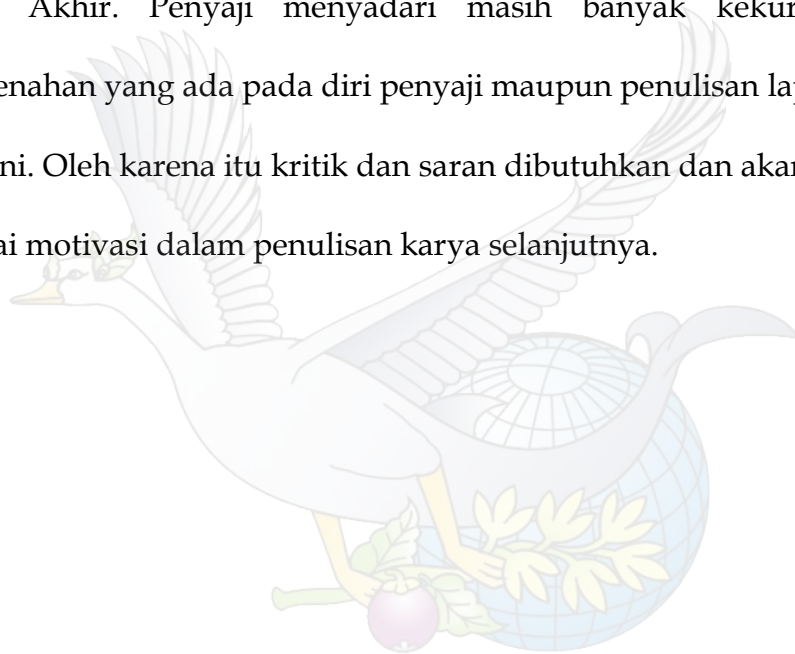 Akhir. Penyaji menyadari masih banyak kekur
enahan yang ada pada diri penyaji maupun penulisan la
ni. Oleh karena itu kritik dan saran dibutuhkan dan akan
ai motivasi dalam penulisan karya selanjutnya.